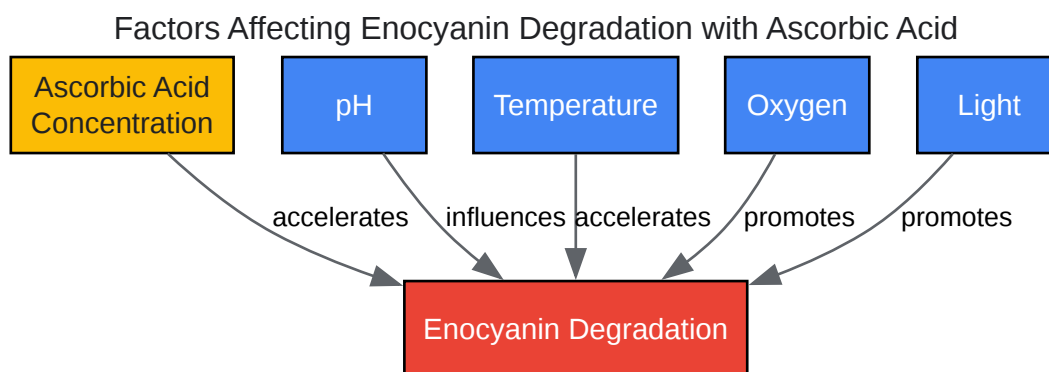 Factors Affecting Enocyanin Degradation with Ascorbic Acid
Ascorbic Acid
Concentration
pH
Temperature
Oxygen
Light
accelerates
influences
accelerates
promotes
promotes
Enocyanin Degradation